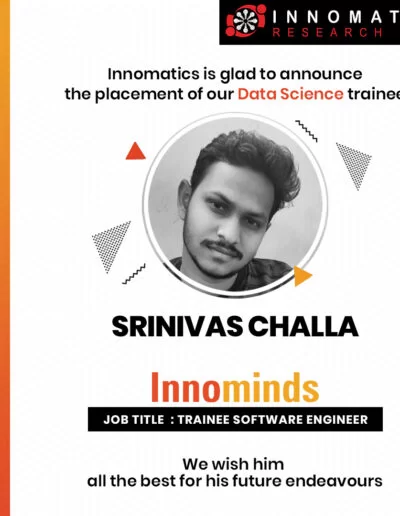 INNOMAT
RESEARCH
Innomatics is glad to announce
the placement of our Data Science trainee
SRINIVAS CHALLA
Innominds
JOB TITLE : TRAINEE SOFTWARE ENGINEER
We wish him
all the best for his future endeavours